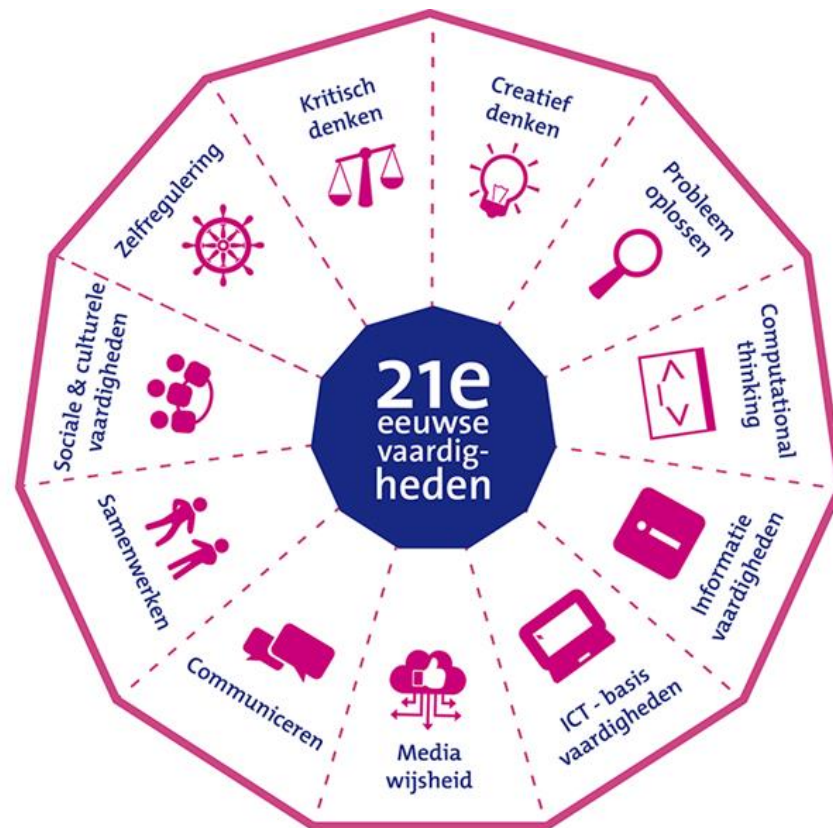 21e
eeuwse
vaardig-
heden
Kritisch
denken
Creatief
denken
Probleem
oplossen
Computational
thinking
Informatie
vaardigheden
ICT - basis
vaardigheden
Media
wijsheid
Communiceren
Samenwerken
Sociale & culturele
vaardigheden
Zelfregulering